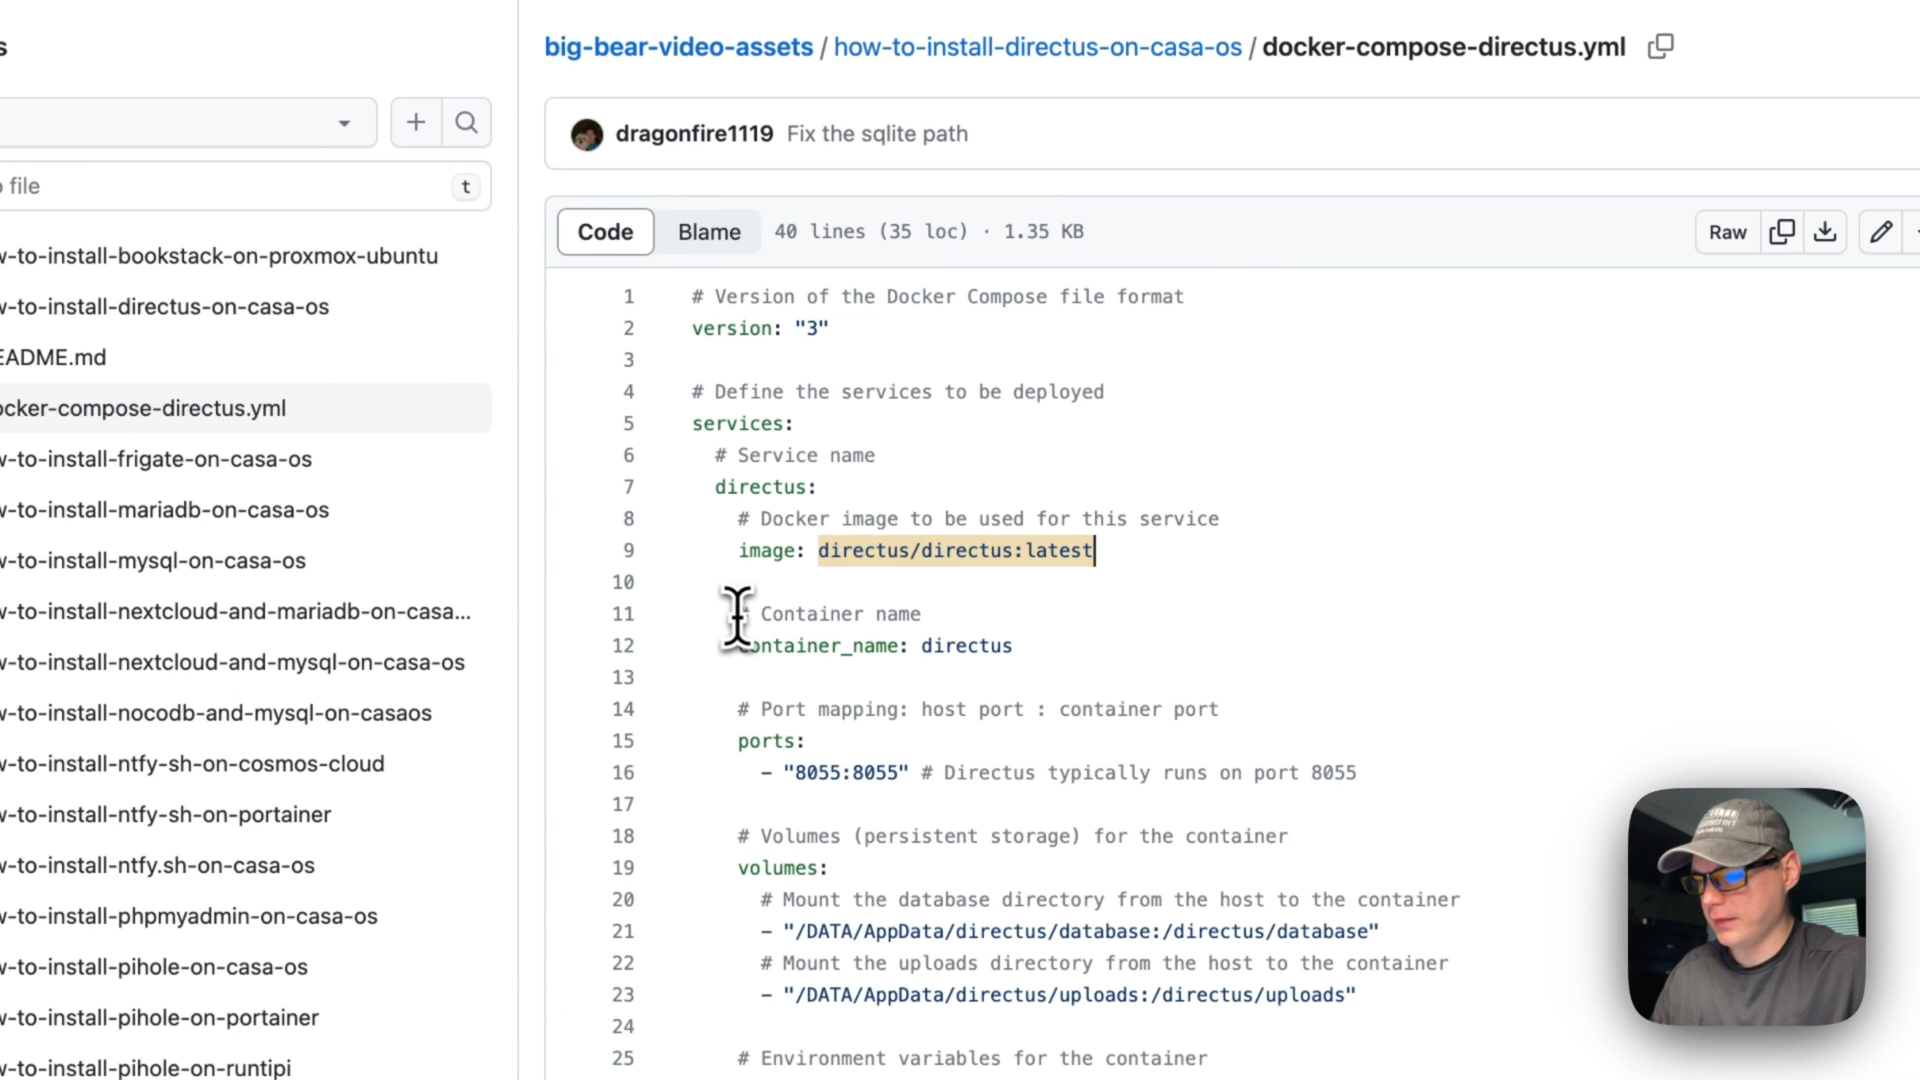 s
big-bear-video-assets / how-to-install-directus-on-casa-os / docker-compose-directus.yml
file
t
dragonfire1119 Fix the sqlite path
Code Blame 40 lines (35 loc) · 1.35 KB
Raw
w-to-install-bookstack-on-proxmox-ubuntu
w-to-install-directus-on-casa-os
EADME.md
ocker-compose-directus.yml
w-to-install-frigate-on-casa-os
w-to-install-mariadb-on-casa-os
w-to-install-mysql-on-casa-os
w-to-install-nextcloud-and-mariadb-on-casa...
w-to-install-nextcloud-and-mysql-on-casa-os
w-to-install-nocodb-and-mysql-on-casaos
w-to-install-ntfy-sh-on-cosmos-cloud
w-to-install-ntfy-sh-on-portainer
w-to-install-ntfy.sh-on-casa-os
w-to-install-phpmyadmin-on-casa-os
w-to-install-pihole-on-casa-os
w-to-install-pihole-on-portainer
w-to-install-pihole-on-runtipi
1 # Version of the Docker Compose file format
2 version: "3"
3
4 # Define the services to be deployed
5 services:
6 # Service name
7 directus:
8 # Docker image to be used for this service
9 image: directus/directus:latest
10
11 # Container name
12 container_name: directus
13
14 # Port mapping: host port : container port
15 ports:
16 - "8055:8055" # Directus typically runs on port 8055
17
18 # Volumes (persistent storage) for the container
19 volumes:
20 # Mount the database directory from the host to the container
21 - "/DATA/AppData/directus/database:/directus/database"
22 # Mount the uploads directory from the host to the container
23 - "/DATA/AppData/directus/uploads:/directus/uploads"
24
25 # Environment variables for the container